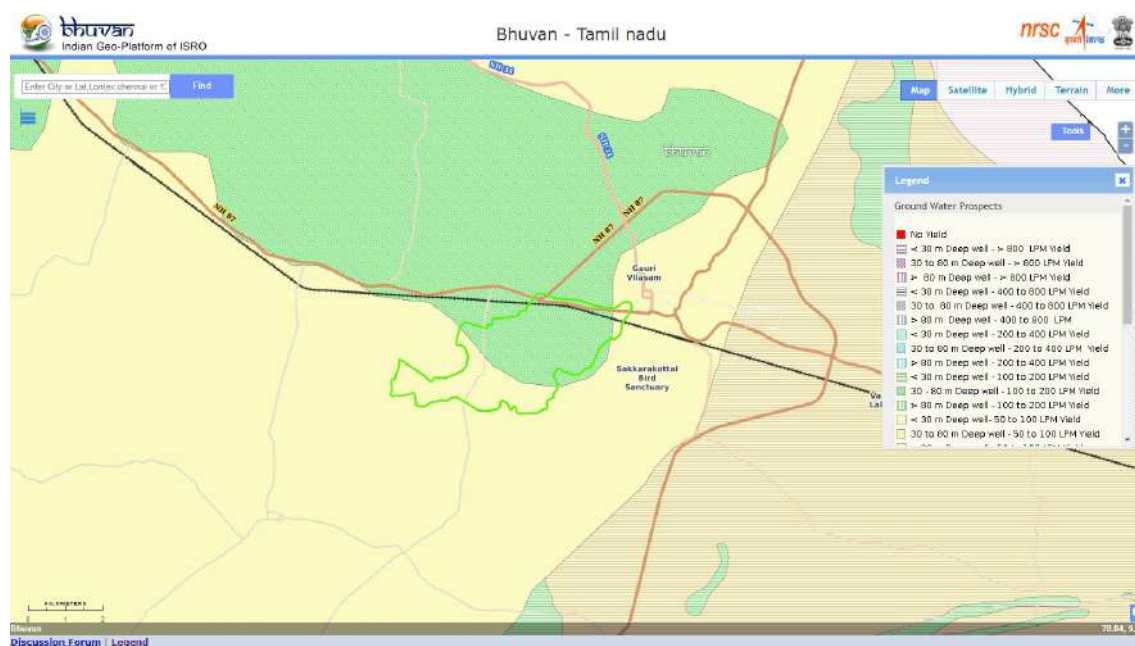 bhuvan
Indian Geo-Platform of ISRO
Bhuvan - Tamil nadu
nrsc
Find
Map
Satellite
Hybrid
Terrain
More
Tools
+
-
bhuvan
NH 87
NH 87
NH 87
Gauri
Vilasam
Sakkarakottai
Bird
Sanctuary
Legend
Ground Water Prospects
No Yield
< 30 m Deep well - > 800 LPM Yield
30 to 80 m Deep well - > 800 LPM Yield
> 80 m Deep well - > 800 LPM Yield
< 30 m Deep well - 400 to 800 LPM Yield
30 to 80 m Deep well - 400 to 800 LPM Yield
> 80 m Deep well - 400 to 800 LPM
< 30 m Deep well - 200 to 400 LPM Yield
30 to 80 m Deep well - 200 to 400 LPM Yield
> 80 m Deep well - 200 to 400 LPM Yield
< 30 m Deep well - 100 to 200 LPM Yield
30 - 80 m Deep well - 100 to 200 LPM Yield
> 80 m Deep well - 100 to 200 LPM Yield
< 30 m Deep well- 50 to 100 LPM Yield
30 to 80 m Deep well - 50 to 100 LPM Yield
KILOMETERS
0 1 2
Bhuvan
Discussion Forum | Legend